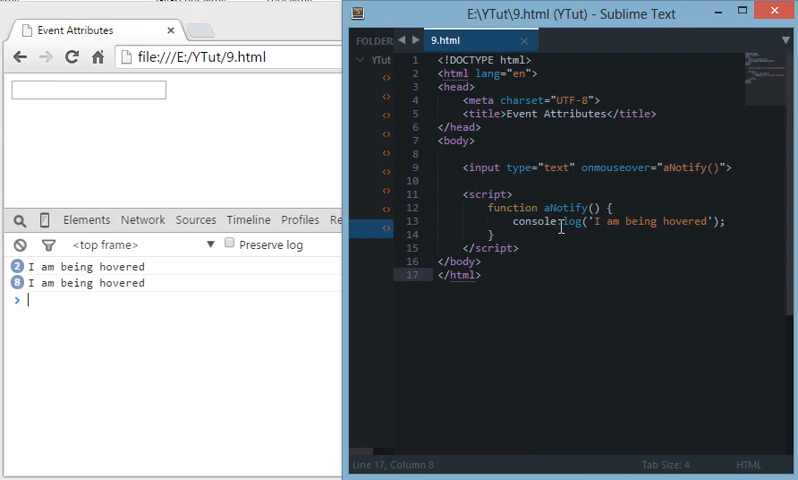 Event Attributes
file:///E:/YTut/9.html
Elements Network Sources Timeline Profiles
<top frame> Preserve log
2 I am being hovered
8 I am being hovered
>
E:\YTut\9.html (YTut) - Sublime Text
FOLDER
YTut
9.html
1 <!DOCTYPE html>
2 <html lang="en">
3 <head>
4 <meta charset="UTF-8">
5 <title>Event Attributes</title>
6 </head>
7 <body>
8
9 <input type="text" onmouseover="aNotify()">
10
11 <script>
12 function aNotify() {
13 console.log('I am being hovered');
14 }
15 </script>
16 </body>
17 </html>
Line 17, Column 8 Tab Size: 4 HTML